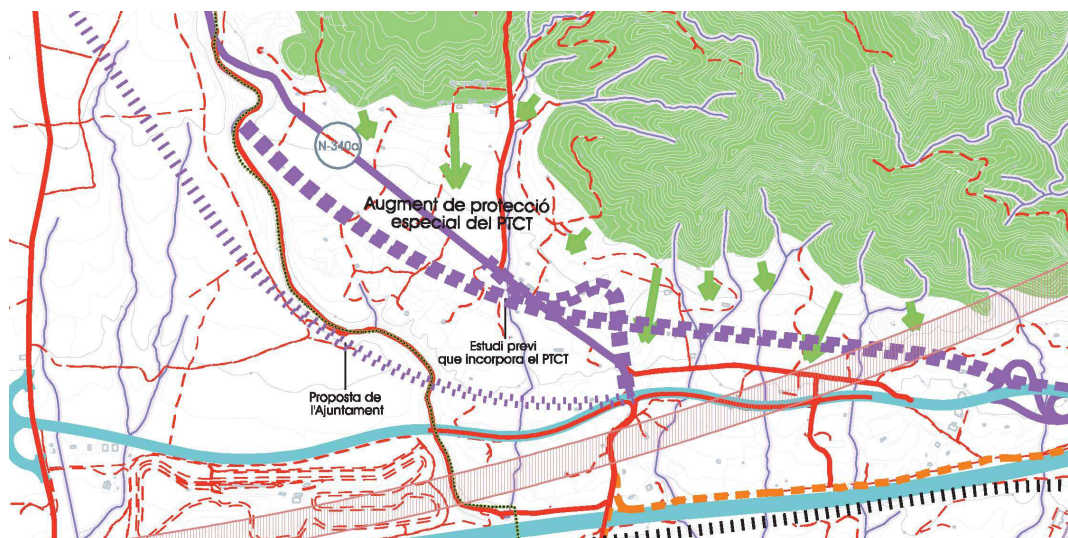 N-340a
Augment de protecció
especial del PTCT
Estudi previ
que incorpora el PTCT
Proposta de
l'Ajuntament